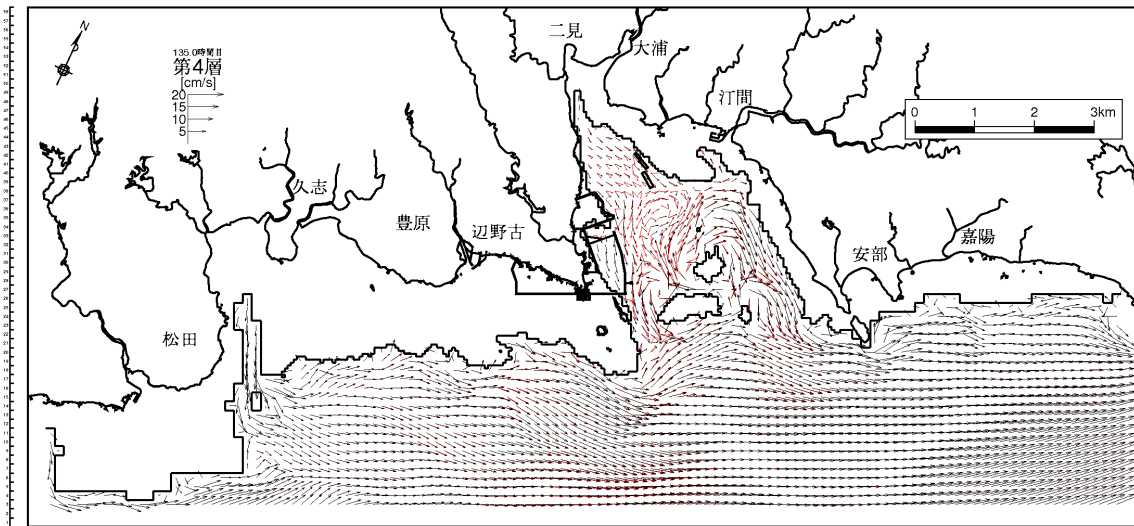 N
135.0時間目
第4層
[cm/s]
20
15
10
5
二見
大浦
汀間
0 1 2 3km
久志
豊原
辺野古
安部
嘉陽
松田